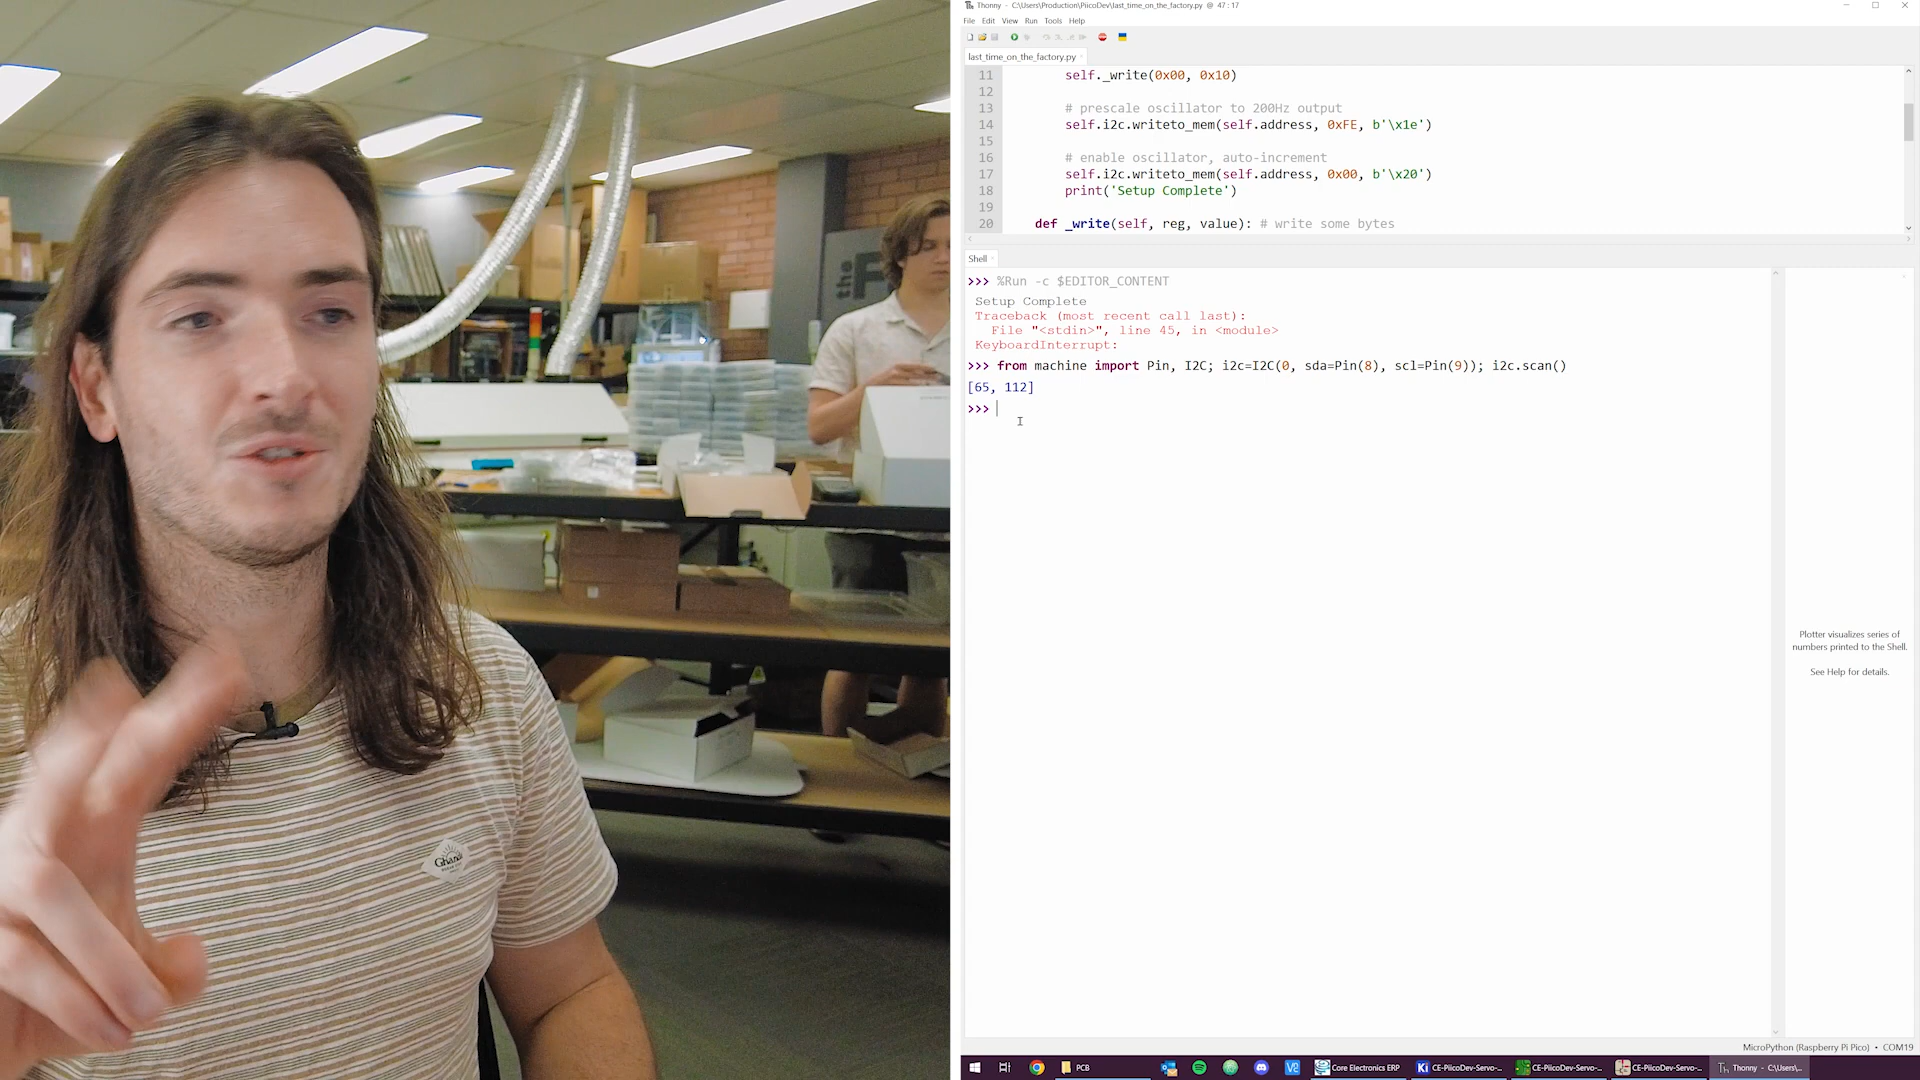 Thonny - C:\Users\Production\PiicoDev\last_time_on_the_factory.py @ 47 : 17
File Edit View Run Tools Help
last_time_on_the_factory.py
11 self._write(0x00, 0x10)
12
13 # prescale oscillator to 200Hz output
14 self.i2c.writeto_mem(self.address, 0xFE, b'\x1e')
15
16 # enable oscillator, auto-increment
17 self.i2c.writeto_mem(self.address, 0x00, b'\x20')
18 print('Setup Complete')
19
20 def _write(self, reg, value): # write some bytes
Shell
>>> %Run -c $EDITOR_CONTENT
Setup Complete
Traceback (most recent call last):
File "<stdin>", line 45, in <module>
KeyboardInterrupt:
>>> from machine import Pin, I2C; i2c=I2C(0, sda=Pin(8), scl=Pin(9)); i2c.scan()
[65, 112]
>>>
Plotter visualizes series of
numbers printed to the Shell.
See Help for details.
MicroPython (Raspberry Pi Pico) • COM19
PCB
Core Electronics ERP
CE-PiicoDev-Servo-...
CE-PiicoDev-Servo-...
CE-PiicoDev-Servo-...
Thonny - C:\U...
the
Ghana